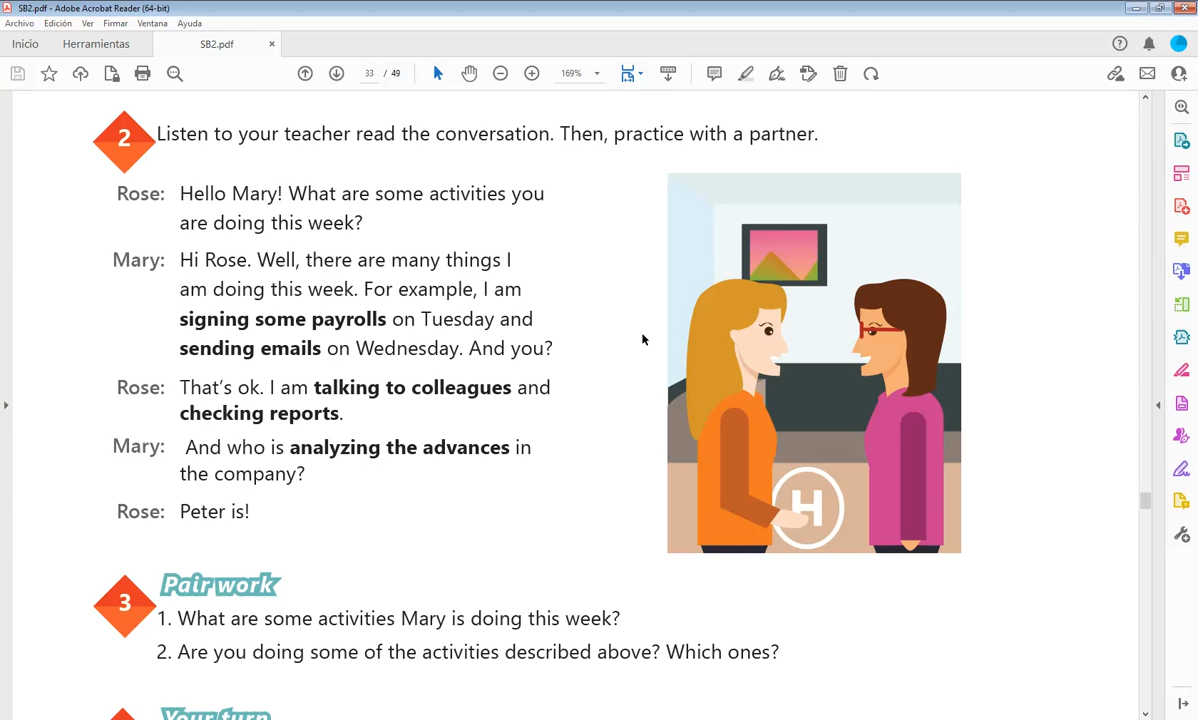 SB2.pdf - Adobe Acrobat Reader (64-bit)
Archivo Edición Ver Firmar Ventana Ayuda
Inicio Herramientas SB2.pdf ×
33 / 49 169%
2 Listen to your teacher read the conversation. Then, practice with a partner.
Rose: Hello Mary! What are some activities you
are doing this week?
Mary: Hi Rose. Well, there are many things I
am doing this week. For example, I am
signing some payrolls on Tuesday and
sending emails on Wednesday. And you?
Rose: That's ok. I am talking to colleagues and
checking reports.
Mary: And who is analyzing the advances in
the company?
Rose: Peter is!
H
Pair work
3
1. What are some activities Mary is doing this week?
2. Are you doing some of the activities described above? Which ones?
Your turn